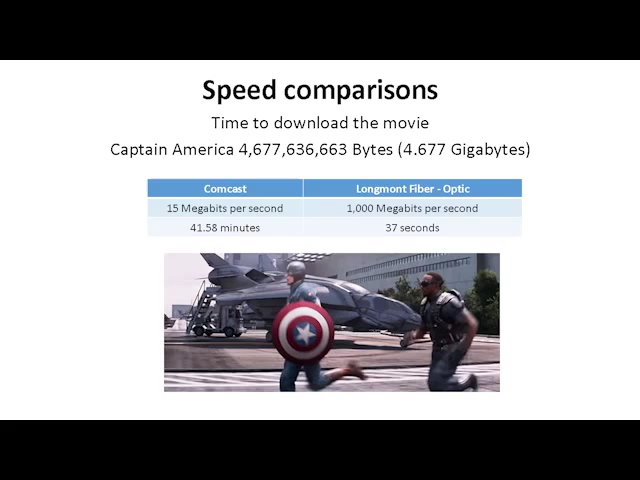 Speed comparisons
Time to download the movie
Captain America 4,677,636,663 Bytes (4.677 Gigabytes)
Comcast Longmont Fiber - Optic
15 Megabits per second 1,000 Megabits per second
41.58 minutes 37 seconds